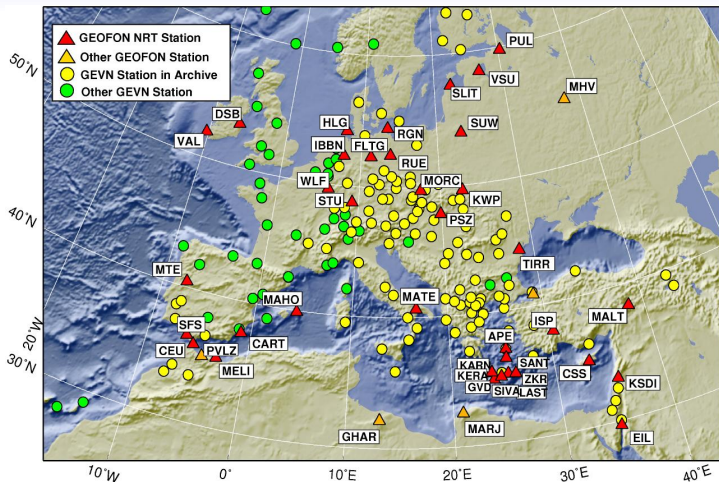 GEOFON NRT Station
Other GEOFON Station
GEVN Station in Archive
Other GEVN Station
50°N
40°N
30°N
20°W
10°W
0°
10°E
20°E
30°E
40°E
PUL
VSU
SLIT
MHV
DSB
VAL
HLG
RGN
SUW
IBBN
FLTG
RUE
WLF
MORC
STU
KWP
PSZ
TIRR
MTE
MAHO
MATE
MALT
SFS
ISP
CEU
PVLZ
CART
APE
MELI
KARN
SANT
CSS
KERA
ZKR
KSDI
GVD
SIVA
LAST
GHAR
MARJ
EIL